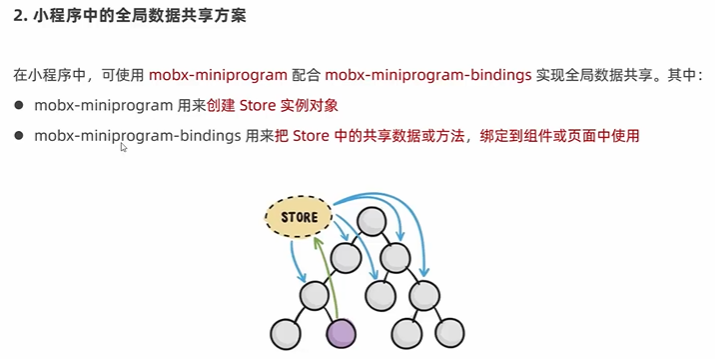 2. 小程序中的全局数据共享方案
在小程序中，可使用 mobx-miniprogram 配合 mobx-miniprogram-bindings 实现全局数据共享。其中：
● mobx-miniprogram 用来创建 Store 实例对象
● mobx-miniprogram-bindings 用来把 Store 中的共享数据或方法，绑定到组件或页面中使用
STORE